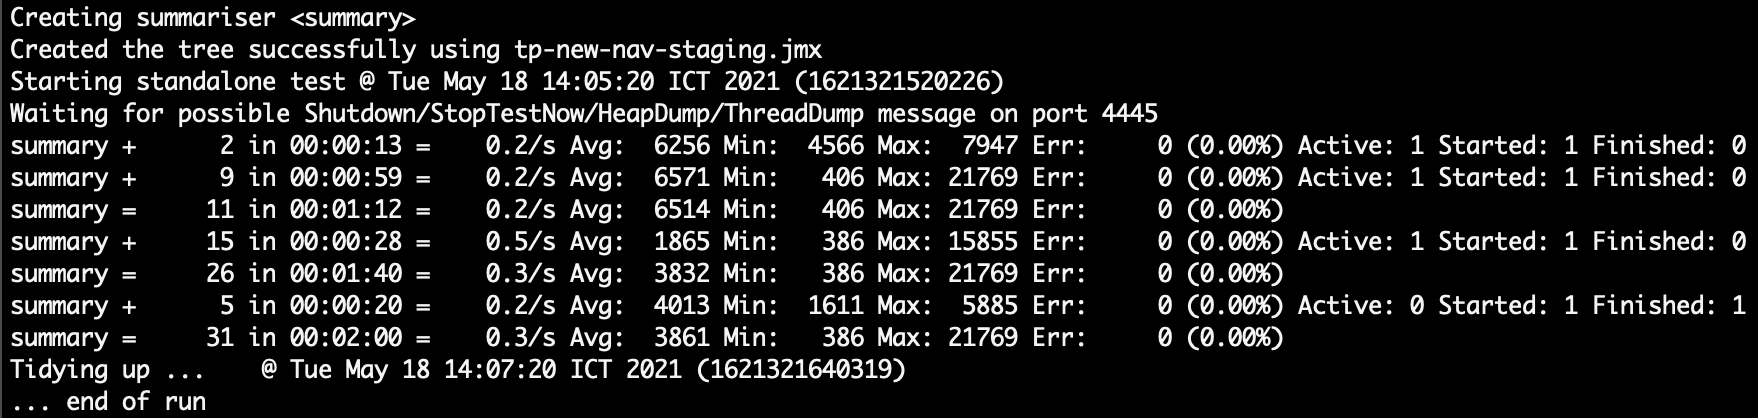 Creating summariser <summary>
Created the tree successfully using tp-new-nav-staging.jmx
Starting standalone test @ Tue May 18 14:05:20 ICT 2021 (1621321520226)
Waiting for possible Shutdown/StopTestNow/HeapDump/ThreadDump message on port 4445
summary +      2 in 00:00:13 =    0.2/s Avg:  6256 Min:  4566 Max:  7947 Err:     0 (0.00%) Active: 1 Started: 1 Finished: 0
summary +      9 in 00:00:59 =    0.2/s Avg:  6571 Min:   406 Max: 21769 Err:     0 (0.00%) Active: 1 Started: 1 Finished: 0
summary =     11 in 00:01:12 =    0.2/s Avg:  6514 Min:   406 Max: 21769 Err:     0 (0.00%)
summary +     15 in 00:00:28 =    0.5/s Avg:  1865 Min:   386 Max: 15855 Err:     0 (0.00%) Active: 1 Started: 1 Finished: 0
summary =     26 in 00:01:40 =    0.3/s Avg:  3832 Min:   386 Max: 21769 Err:     0 (0.00%)
summary +      5 in 00:00:20 =    0.2/s Avg:  4013 Min:  1611 Max:  5885 Err:     0 (0.00%) Active: 0 Started: 1 Finished: 1
summary =     31 in 00:02:00 =    0.3/s Avg:  3861 Min:   386 Max: 21769 Err:     0 (0.00%)
Tidying up ...    @ Tue May 18 14:07:20 ICT 2021 (1621321640319)
... end of run